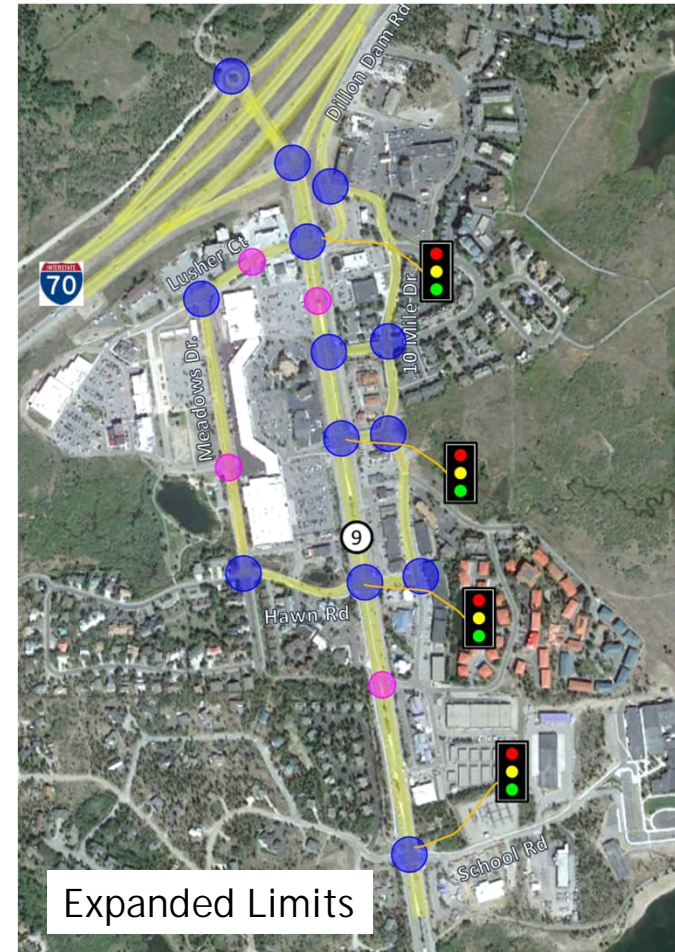 Dillon Dam Rd
Lusher Ct
INTERSTATE
70
10 Mile Dr
Meadows Dr.
9
Hawn Rd
School Rd
Expanded Limits